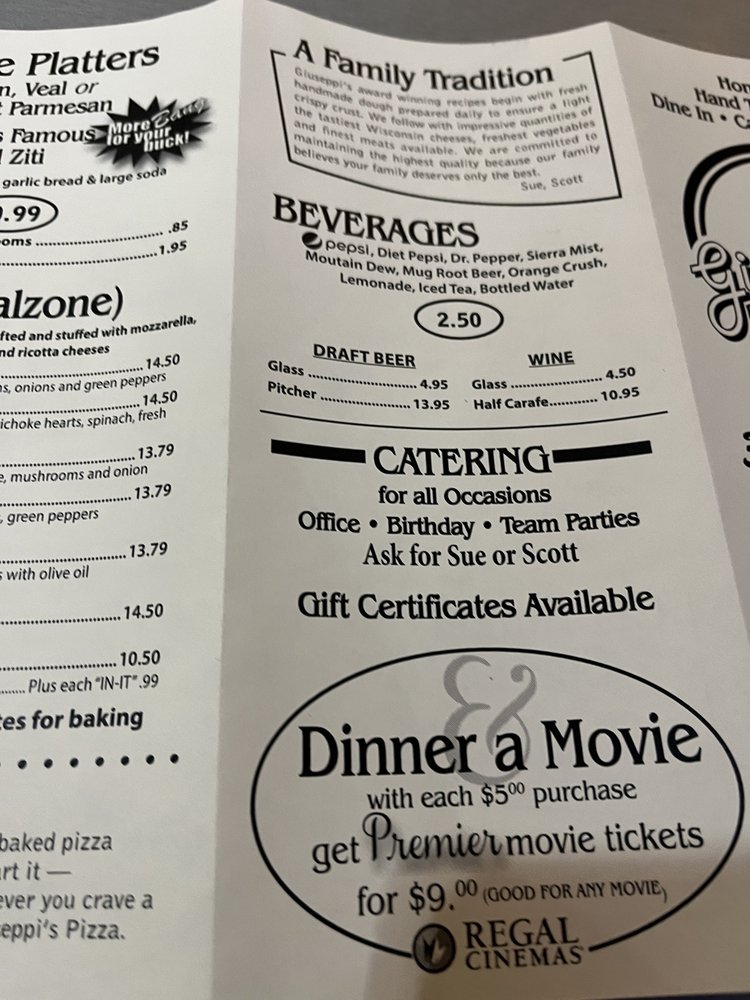 e Platters
n, Veal or
t Parmesan
s Famous
l Ziti
More Bang
for your
Buck!
garlic bread & large soda
.99
oms .85
1.95
alzone)
fted and stuffed with mozzarella,
nd ricotta cheeses
14.50
s, onions and green peppers
14.50
ichoke hearts, spinach, fresh
13.79
e, mushrooms and onion
13.79
, green peppers
13.79
s with olive oil
14.50
10.50
Plus each "IN-IT" .99
tes for baking
baked pizza
rt it —
ever you crave a
seppi's Pizza.
A Family Tradition
Giuseppi's award winning recipes begin with fresh
handmade dough prepared daily to ensure a light
crispy crust. We follow with impressive quantities of
the tastiest Wisconsin cheeses, freshest vegetables
and finest meats available. We are committed to
maintaining the highest quality because our family
believes your family deserves only the best.
Sue, Scott
BEVERAGES
pepsi, Diet Pepsi, Dr. Pepper, Sierra Mist,
Moutain Dew, Mug Root Beer, Orange Crush,
Lemonade, Iced Tea, Bottled Water
2.50
DRAFT BEER
Glass 4.95
Pitcher 13.95
WINE
Glass 4.50
Half Carafe 10.95
CATERING
for all Occasions
Office • Birthday • Team Parties
Ask for Sue or Scott
Gift Certificates Available
&
Dinner a Movie
with each $5.00 purchase
get Premier movie tickets
for $9.00 (GOOD FOR ANY MOVIE)
REGAL
CINEMAS
Hom
Hand T
Dine In • Ca
Gi